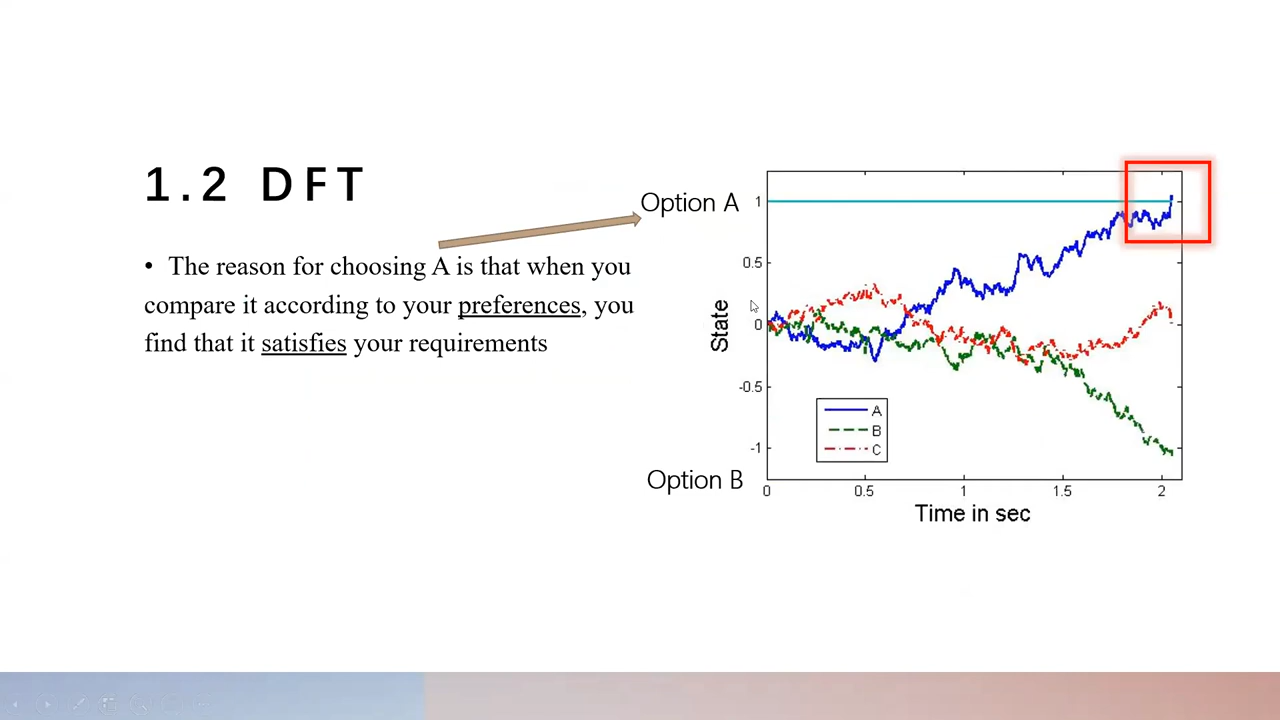 1.2 DFT
• The reason for choosing A is that when you
compare it according to your preferences, you
find that it satisfies your requirements
Option A
Option B
State
1
0.5
0
-0.5
-1
A
B
C
0
0.5
1
1.5
2
Time in sec